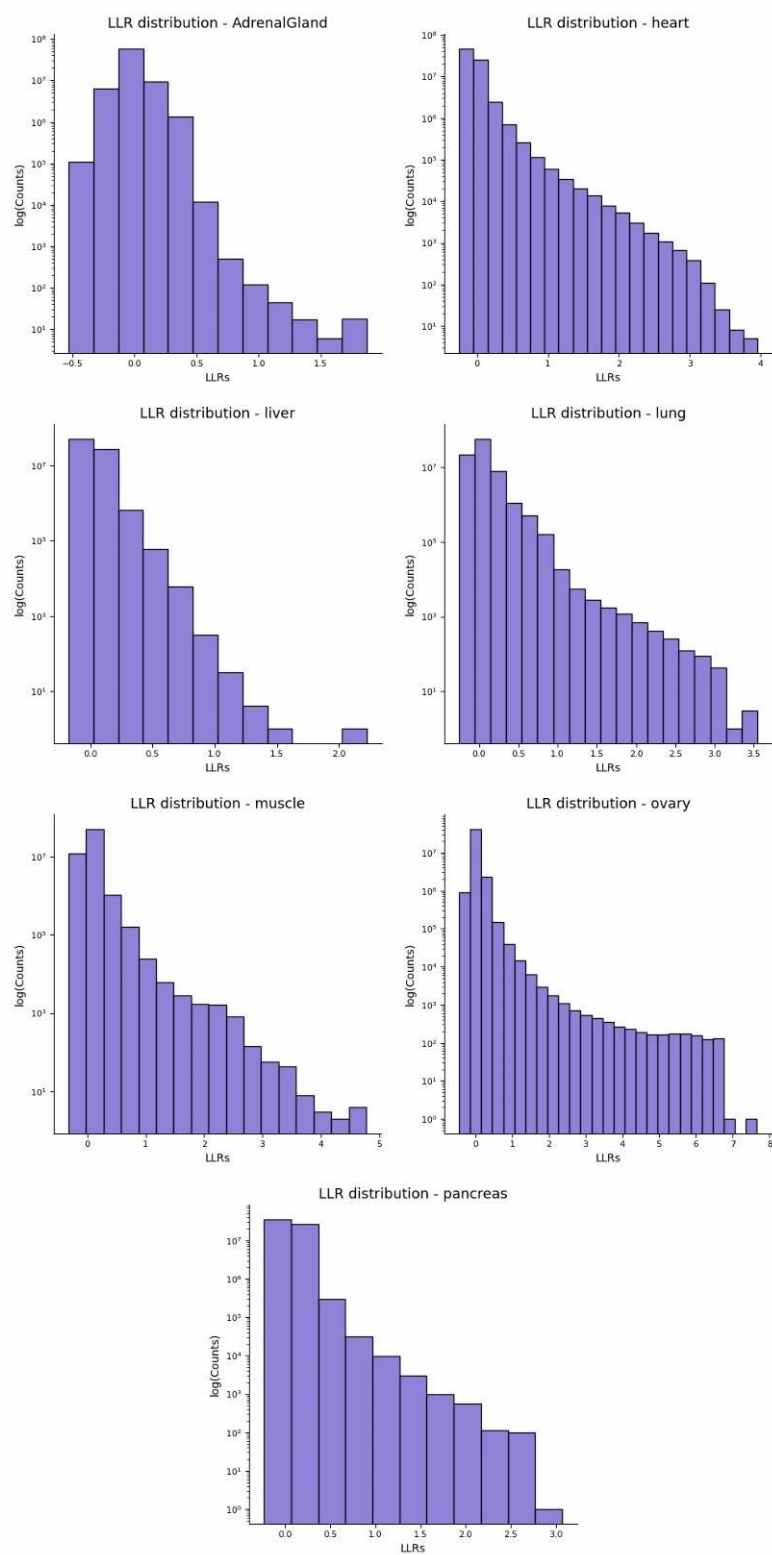 LLR distribution - AdrenalGland
10⁸
10⁷
10⁶
10⁵
10⁴
10³
10²
10¹
log(Counts)
−0.5 0.0 0.5 1.0 1.5
LLRs
LLR distribution - heart
10⁸
10⁷
10⁶
10⁵
10⁴
10³
10²
10¹
log(Counts)
0 1 2 3 4
LLRs
LLR distribution - liver
10⁷
10⁵
10³
10¹
log(Counts)
0.0 0.5 1.0 1.5 2.0
LLRs
LLR distribution - lung
10⁷
10⁵
10³
10¹
log(Counts)
0.0 0.5 1.0 1.5 2.0 2.5 3.0 3.5
LLRs
LLR distribution - muscle
10⁷
10⁵
10³
10¹
log(Counts)
0 1 2 3 4 5
LLRs
LLR distribution - ovary
10⁷
10⁶
10⁵
10⁴
10³
10²
10¹
10⁰
log(Counts)
0 1 2 3 4 5 6 7 8
LLRs
LLR distribution - pancreas
10⁷
10⁶
10⁵
10⁴
10³
10²
10¹
10⁰
log(Counts)
0.0 0.5 1.0 1.5 2.0 2.5 3.0
LLRs